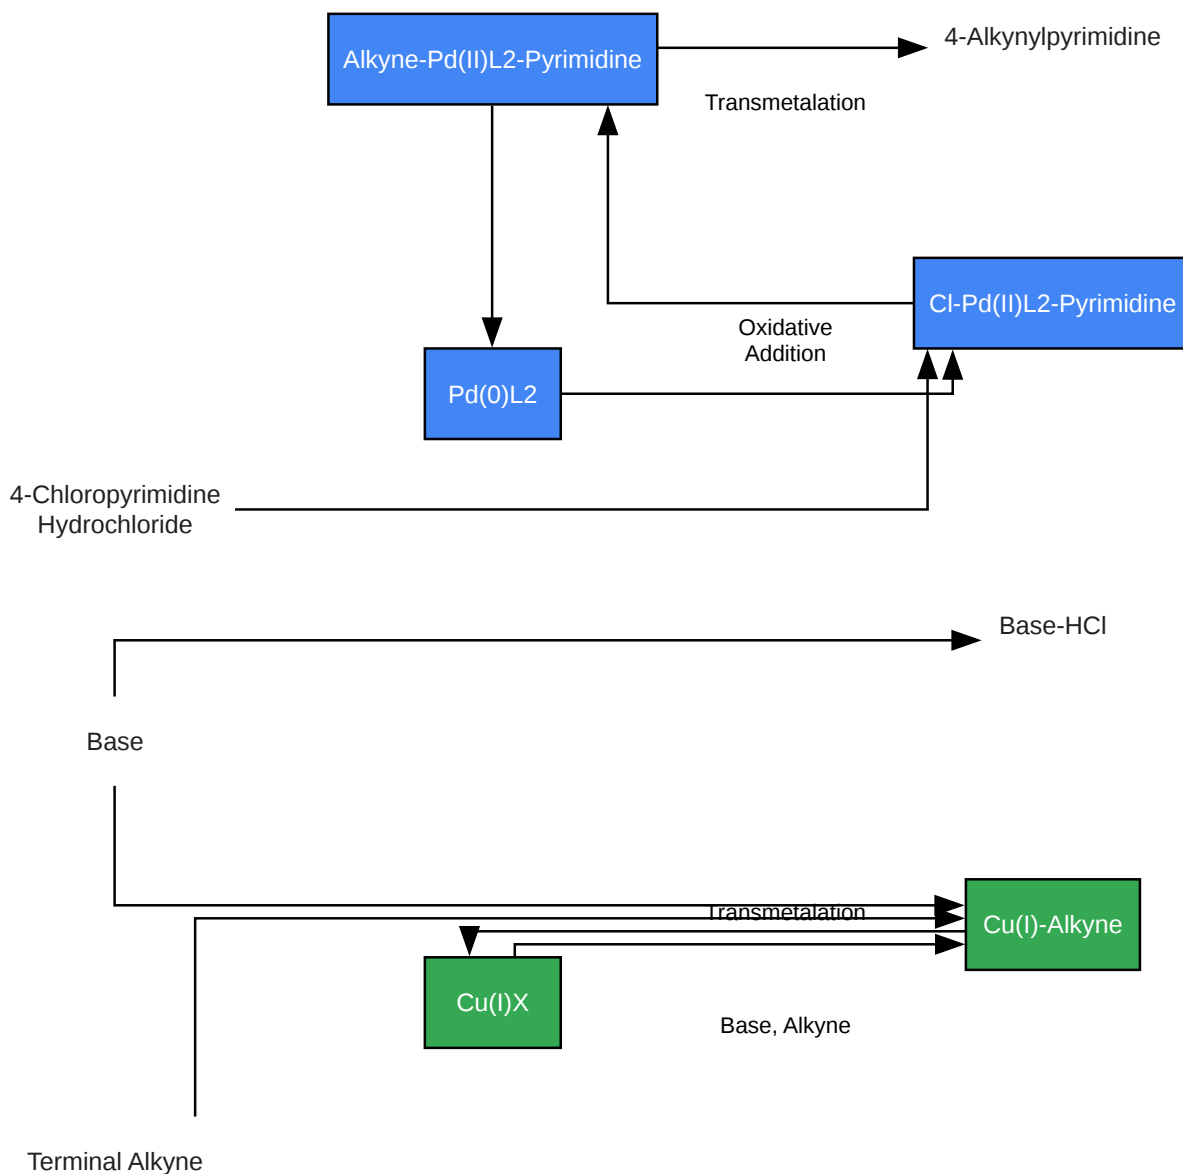 4-Alkynylpyrimidine
Alkyne-Pd(II)L2-Pyrimidine
Transmetalation
Cl-Pd(II)L2-Pyrimidine
Oxidative
Addition
Pd(0)L2
4-Chloropyrimidine
Hydrochloride
Base-HCl
Base
Transmetalation
Cu(I)-Alkyne
Cu(I)X
Base, Alkyne
Terminal Alkyne